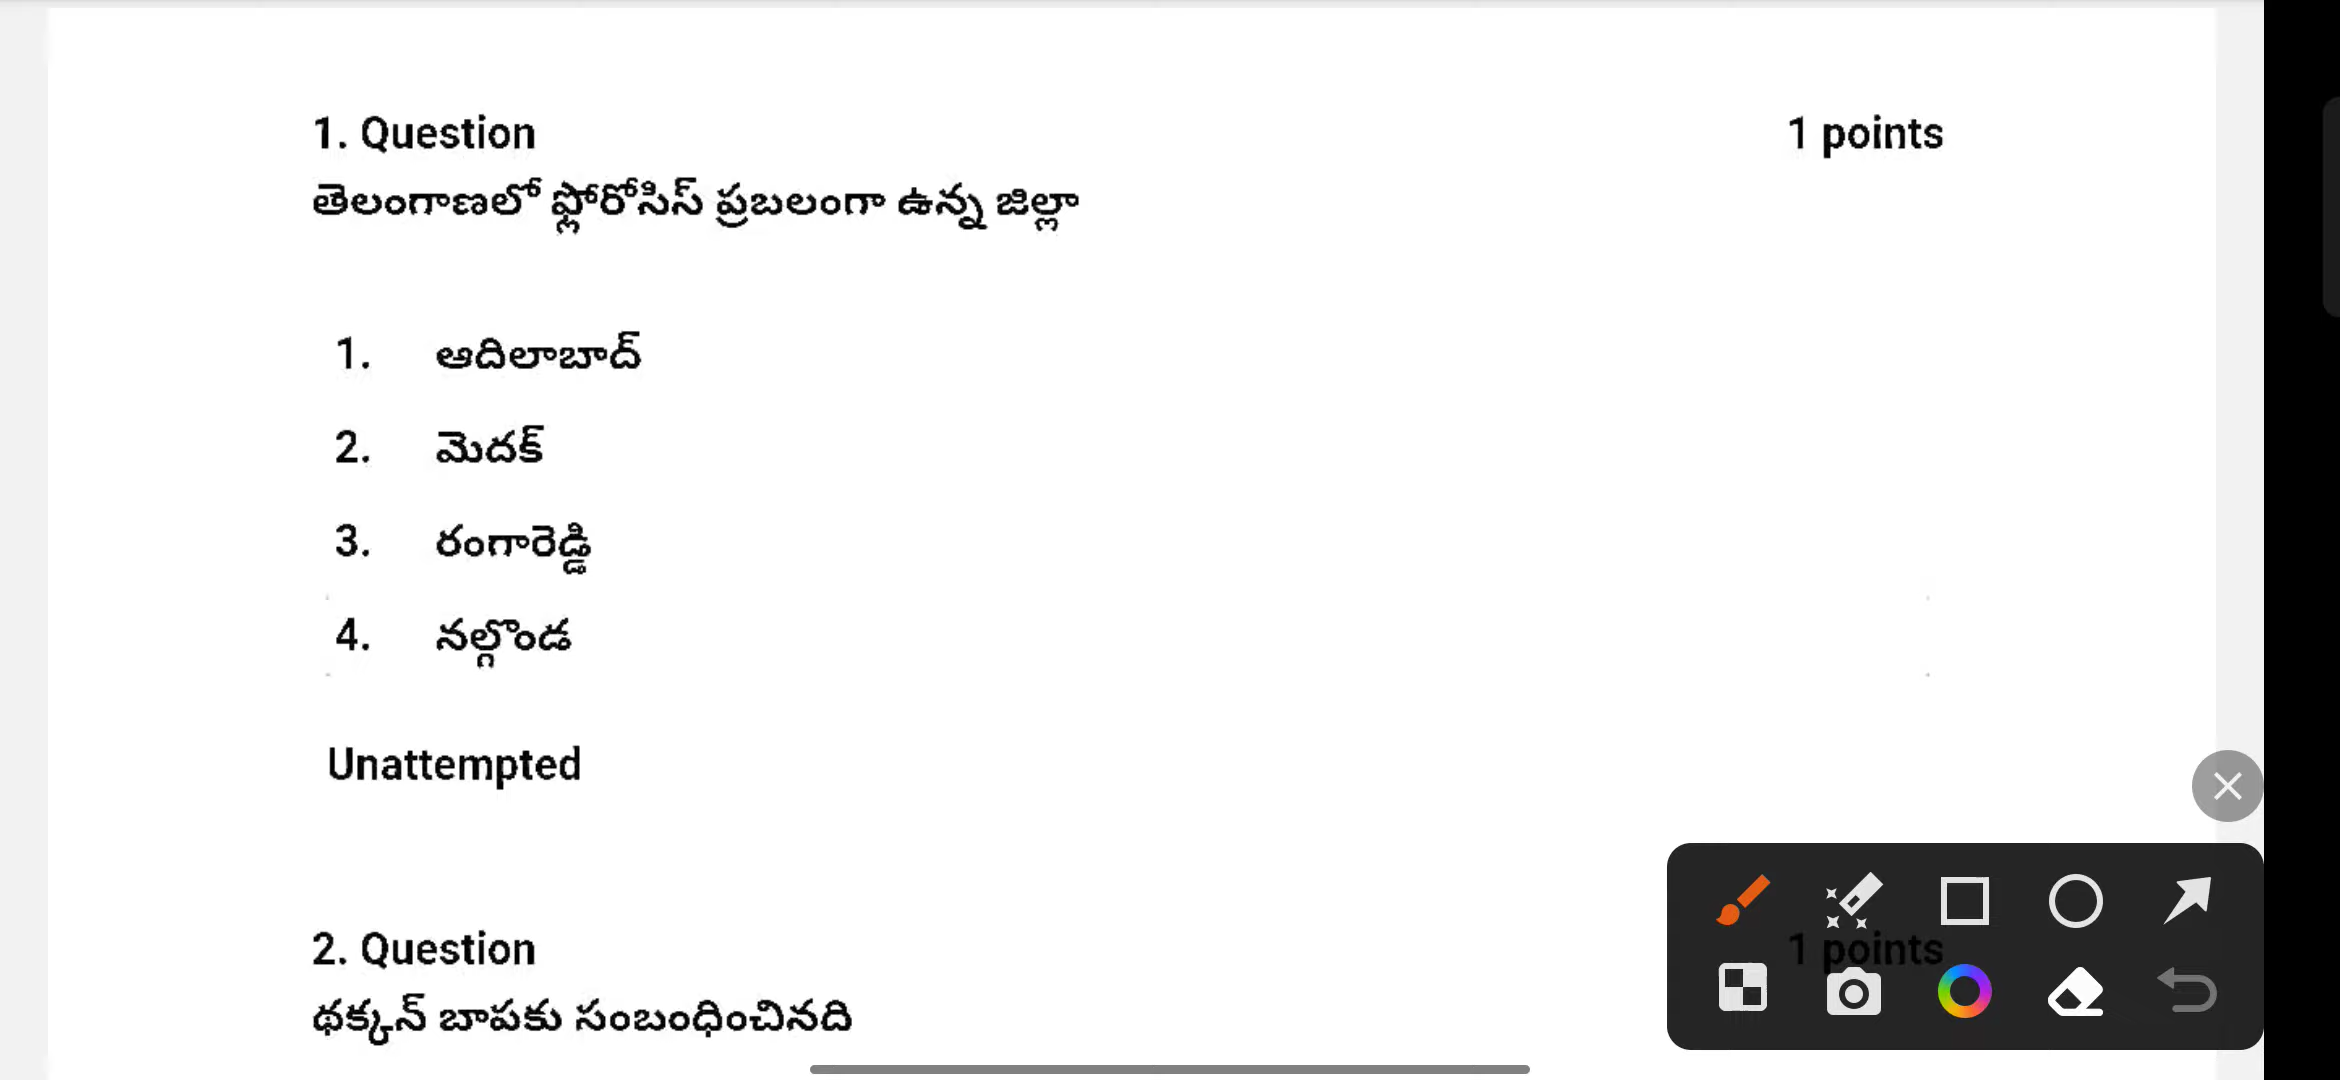 1. Question 1 points
తెలంగాణలో ఫ్లోరోసిస్ ప్రబలంగా ఉన్న జిల్లా
1. ఆదిలాబాద్
2. మెదక్
3. రంగారెడ్డి
4. నల్గొండ
Unattempted
2. Question 1 points
థక్కన్ బాపకు సంబంధించినది